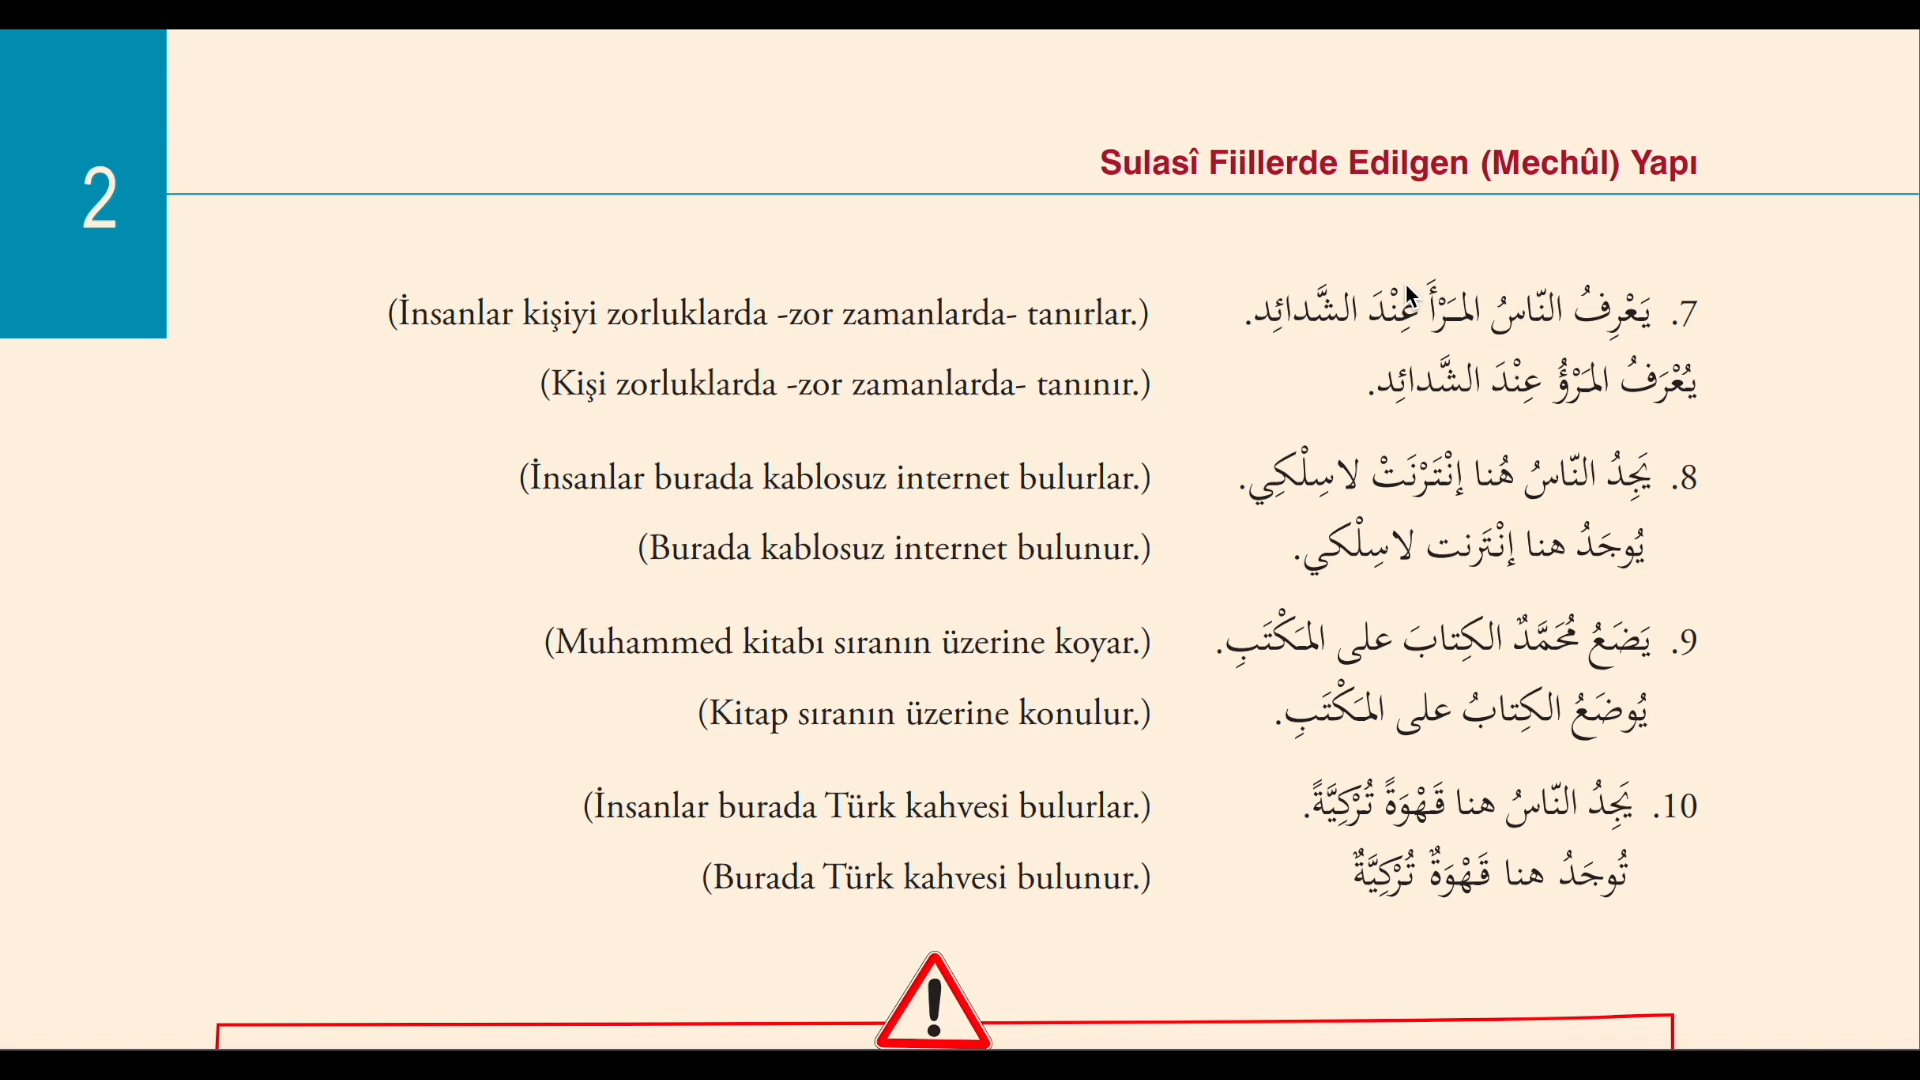 2
Sulasî Fiillerde Edilgen (Mechûl) Yapı
7. يَعْرِفُ النّاسُ المَرْأَ عِنْدَ الشَّدائِد. (İnsanlar kişiyi zorluklarda -zor zamanlarda- tanırlar.)
يُعْرَفُ المَرْؤُ عِنْدَ الشَّدائِد. (Kişi zorluklarda -zor zamanlarda- tanınır.)
8. يَجِدُ النّاسُ هُنا إنْتَرْنَتْ لاسِلْكِي. (İnsanlar burada kablosuz internet bulurlar.)
يُوجَدُ هنا إنْتَرنت لاسِلْكي. (Burada kablosuz internet bulunur.)
9. يَضَعُ مُحَمَّدٌ الكِتابَ على المَكْتَبِ. (Muhammed kitabı sıranın üzerine koyar.)
يُوضَعُ الكِتابُ على المَكْتَبِ. (Kitap sıranın üzerine konulur.)
10. يَجِدُ النّاسُ هنا قَهْوَةً تُرْكِيَّةً. (İnsanlar burada Türk kahvesi bulurlar.)
تُوجَدُ هنا قَهْوَةٌ تُرْكِيَّةٌ (Burada Türk kahvesi bulunur.)